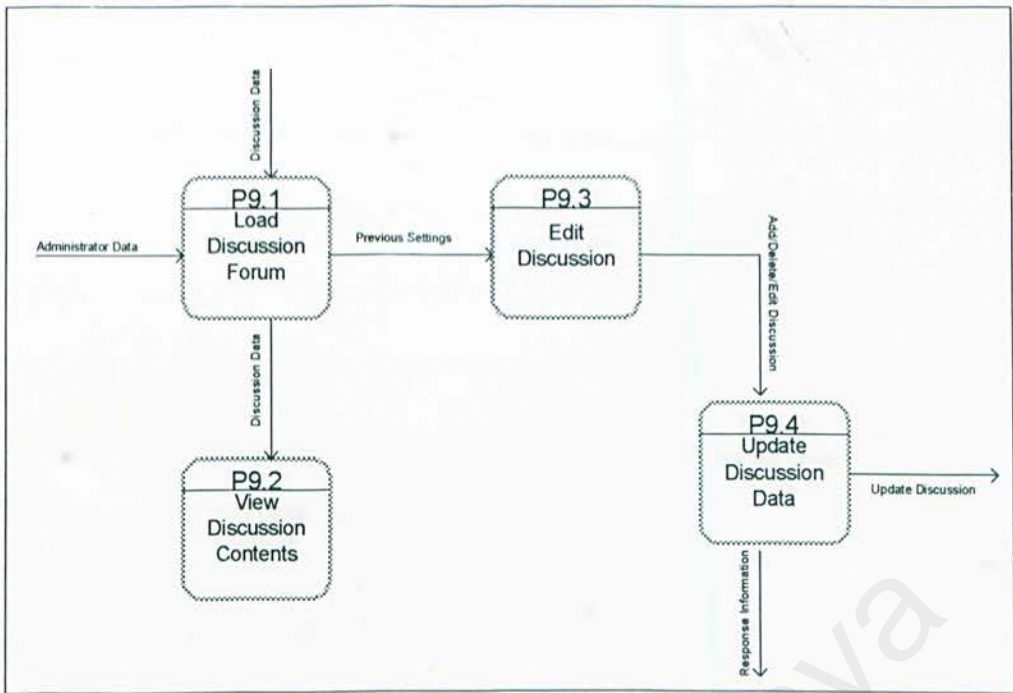 Discussion Data
P9.1
Load
Discussion
Forum
Administrator Data
Previous Settings
P9.3
Edit
Discussion
Add/Delete/Edit Discussion
Discussion Data
P9.2
View
Discussion
Contents
P9.4
Update
Discussion
Data
Update Discussion
Response Information